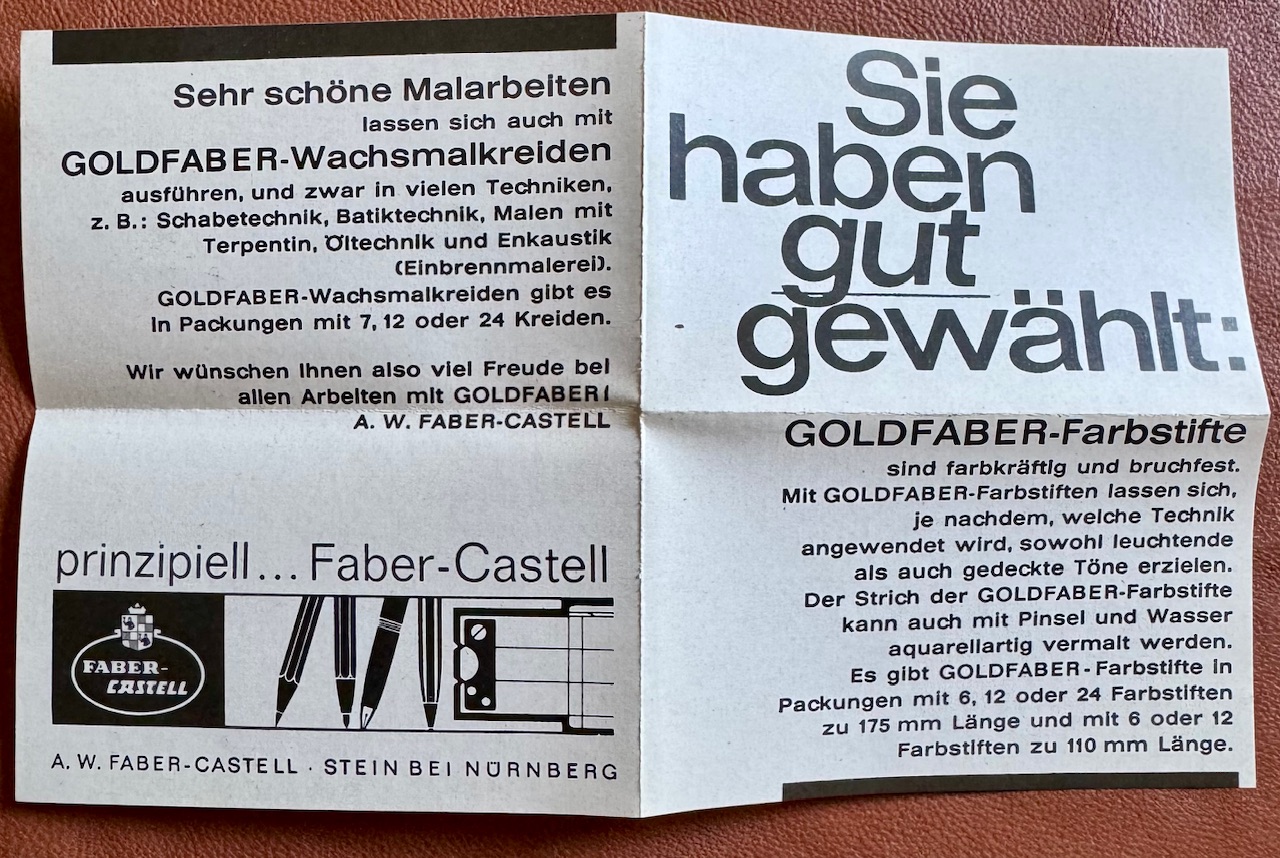 Sehr schöne Malarbeiten
lassen sich auch mit
GOLDFABER-Wachsmalkreiden
ausführen, und zwar in vielen Techniken,
z. B.: Schabetechnik, Batiktechnik, Malen mit
Terpentin, Öltechnik und Enkaustik
(Einbrennmalerei).
GOLDFABER-Wachsmalkreiden gibt es
in Packungen mit 7, 12 oder 24 Kreiden.
Wir wünschen Ihnen also viel Freude bei
allen Arbeiten mit GOLDFABER!
A. W. FABER-CASTELL
prinzipiell... Faber-Castell
FABER-
CASTELL
A. W. FABER-CASTELL · STEIN BEI NÜRNBERG
Sie
haben
gut
gewählt:
GOLDFABER-Farbstifte
sind farbkräftig und bruchfest.
Mit GOLDFABER-Farbstiften lassen sich,
je nachdem, welche Technik
angewendet wird, sowohl leuchtende
als auch gedeckte Töne erzielen.
Der Strich der GOLDFABER-Farbstifte
kann auch mit Pinsel und Wasser
aquarellartig vermalt werden.
Es gibt GOLDFABER-Farbstifte in
Packungen mit 6, 12 oder 24 Farbstiften
zu 175 mm Länge und mit 6 oder 12
Farbstiften zu 110 mm Länge.